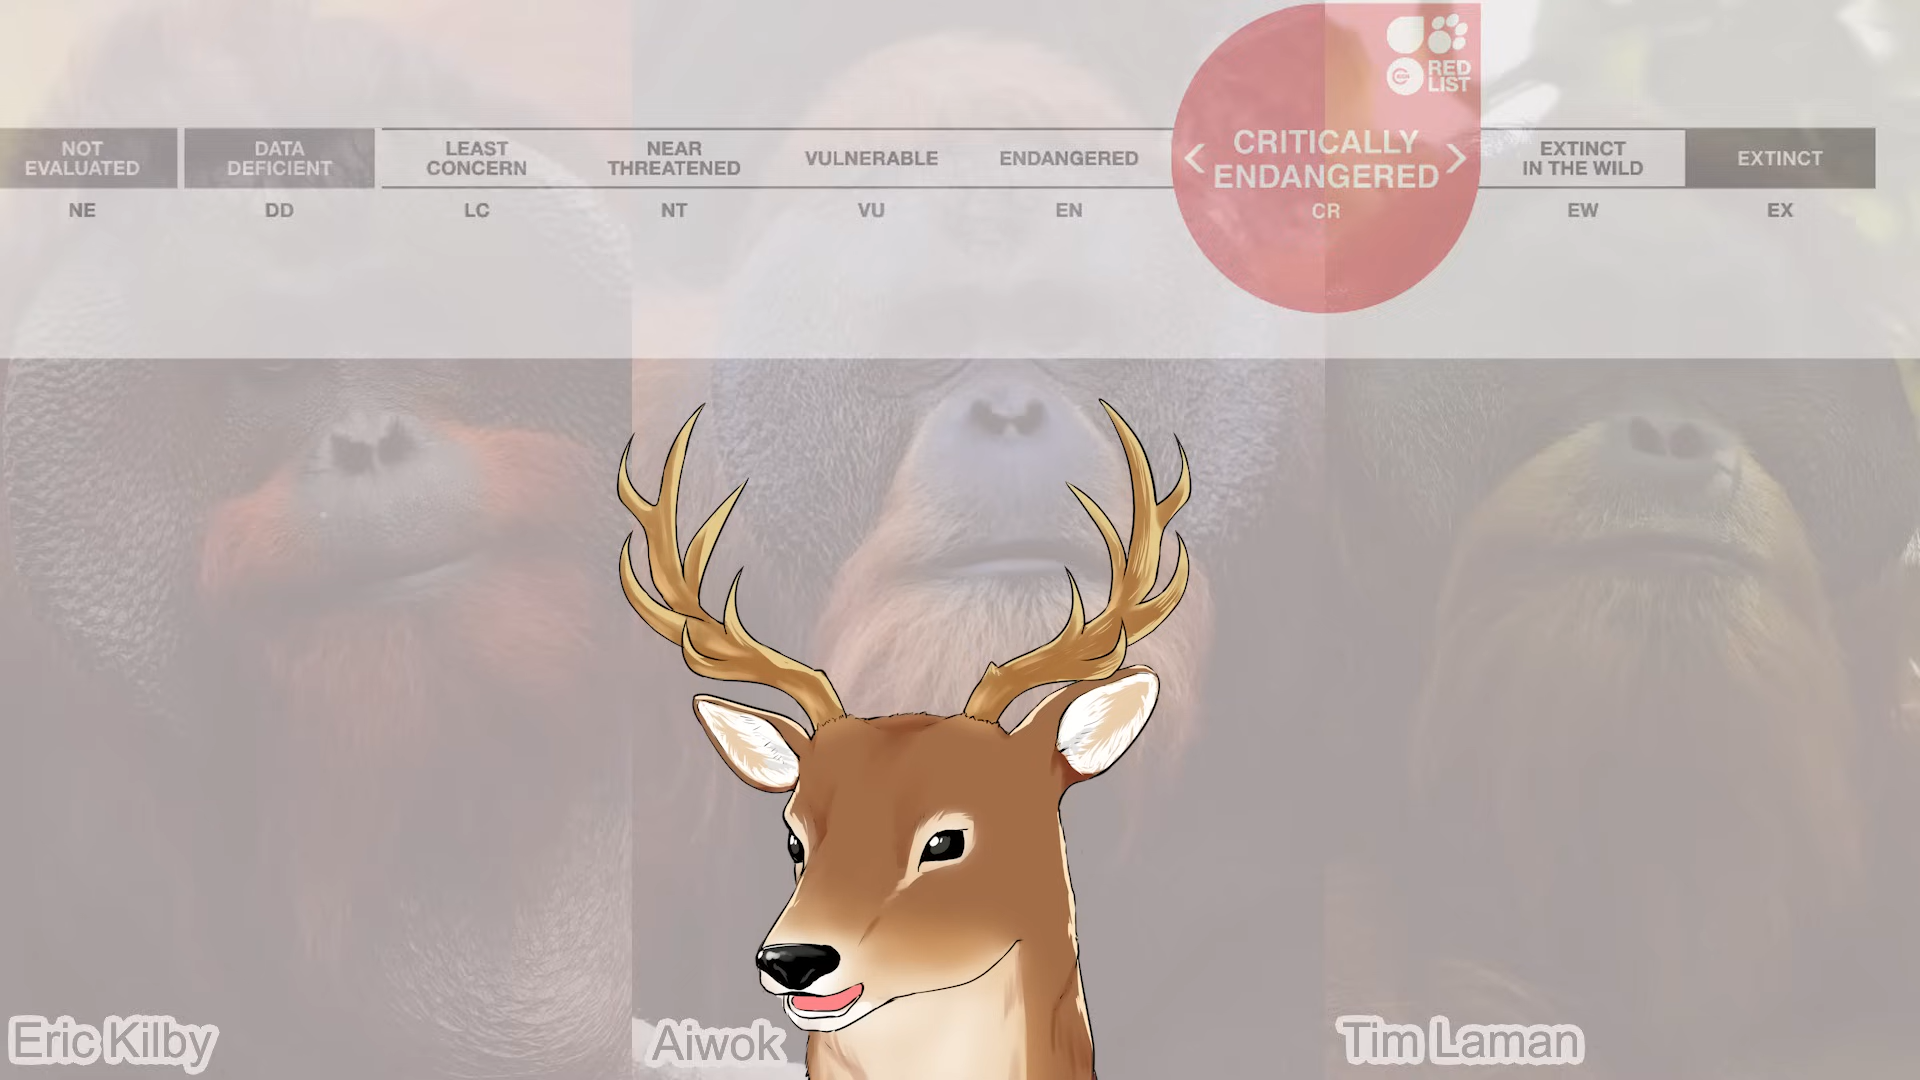 RED
LIST
NOT
EVALUATED
DATA
DEFICIENT
LEAST
CONCERN
NEAR
THREATENED
VULNERABLE
ENDANGERED
CRITICALLY
ENDANGERED
EXTINCT
IN THE WILD
EXTINCT
NE
DD
LC
NT
VU
EN
CR
EW
EX
Eric Kilby
Aiwok
Tim Laman